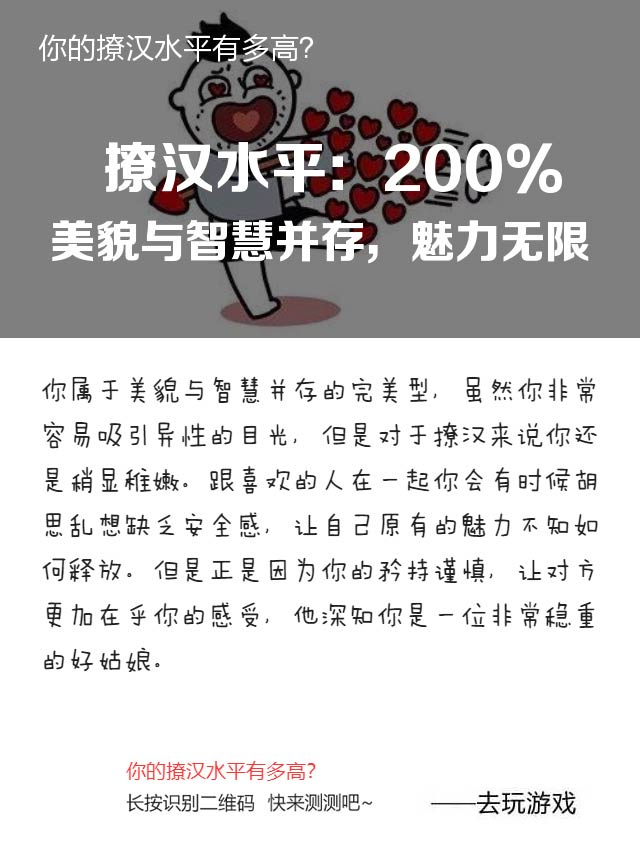 你的撩汉水平有多高?
撩汉水平: 200%
美貌与智慧并存，魅力无限
你属于美貌与智慧并存的完美型，虽然你非常
容易吸引异性的目光，但是对于撩汉来说你还
是稍显稚嫩。跟喜欢的人在一起你会有时候胡
思乱想缺乏安全感，让自己原有的魅力不知如
何释放。但是正是因为你的矜持谨慎，让对方
更加在乎你的感受，他深知你是一位非常稳重
的好姑娘。
你的撩汉水平有多高?
长按识别二维码 快来测测吧~
——去玩游戏